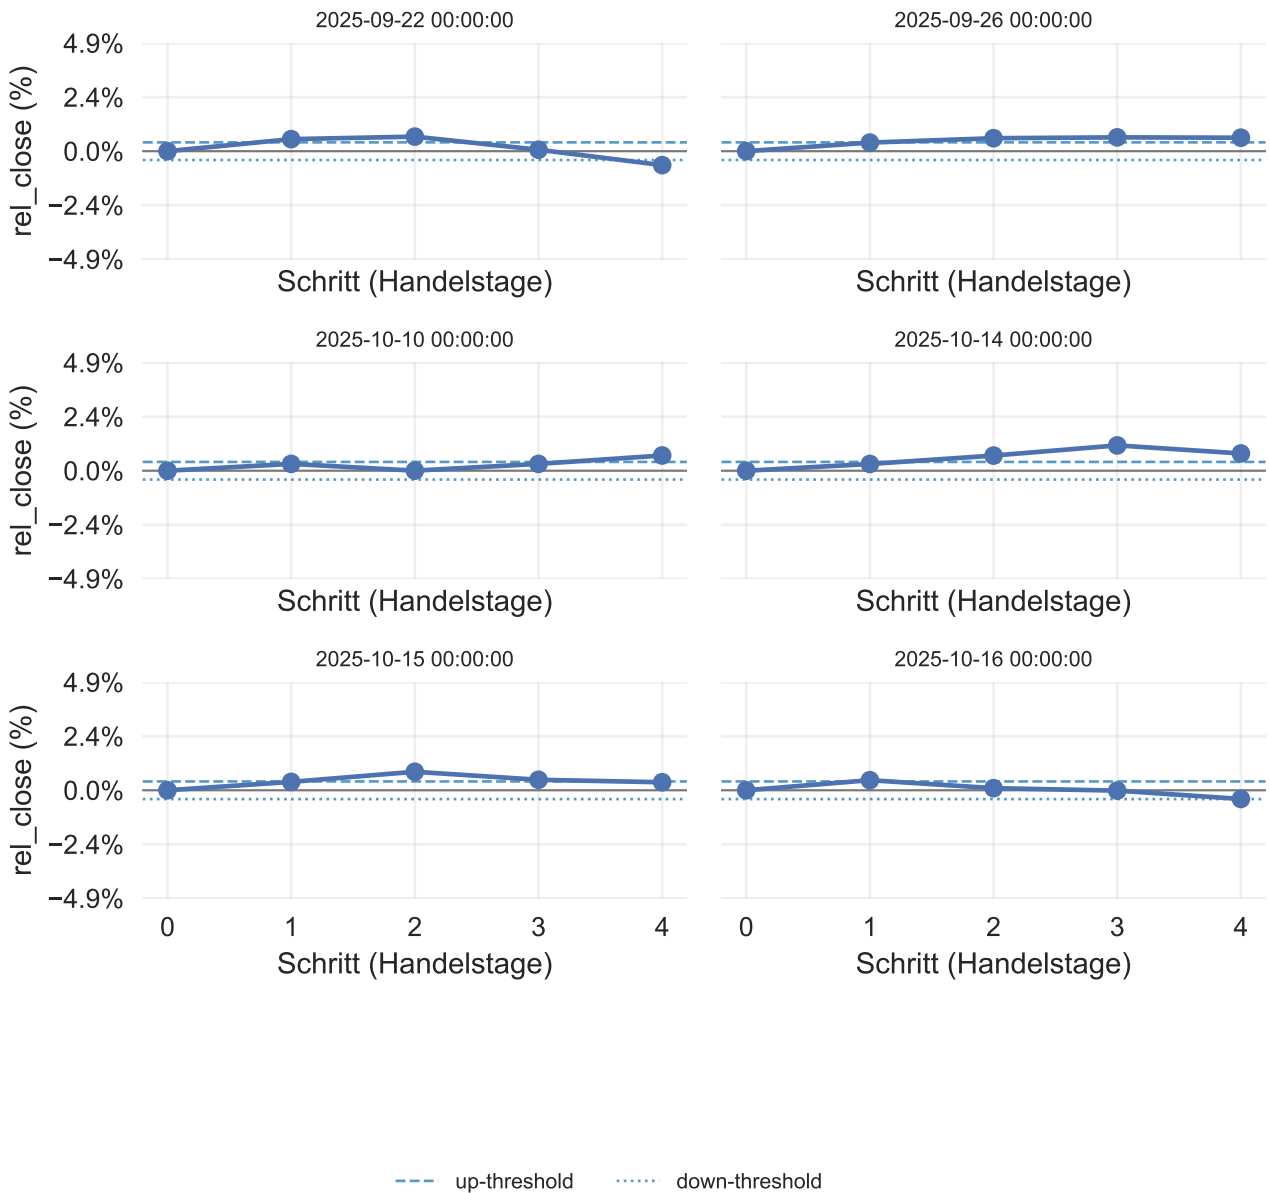 2025-09-22 00:00:00
2025-09-26 00:00:00
rel_close (%)
4.9%
2.4%
0.0%
−2.4%
−4.9%
Schritt (Handelstage)
Schritt (Handelstage)
2025-10-10 00:00:00
2025-10-14 00:00:00
rel_close (%)
4.9%
2.4%
0.0%
−2.4%
−4.9%
Schritt (Handelstage)
Schritt (Handelstage)
2025-10-15 00:00:00
2025-10-16 00:00:00
rel_close (%)
4.9%
2.4%
0.0%
−2.4%
−4.9%
0 1 2 3 4
0 1 2 3 4
Schritt (Handelstage)
Schritt (Handelstage)
up-threshold
down-threshold